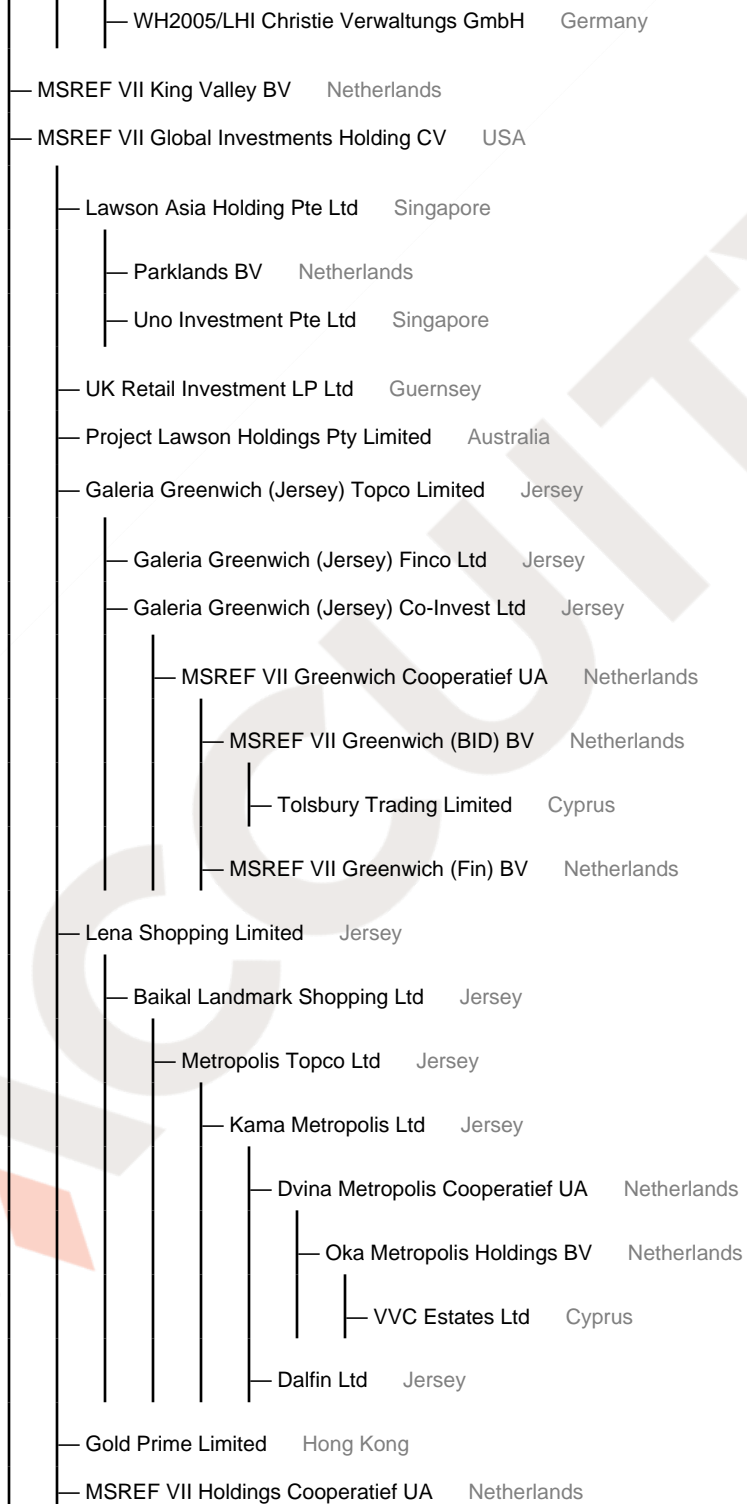 WH2005/LHI Christie Verwaltungs GmbH Germany
MSREF VII King Valley BV Netherlands
MSREF VII Global Investments Holding CV USA
Lawson Asia Holding Pte Ltd Singapore
Parklands BV Netherlands
Uno Investment Pte Ltd Singapore
UK Retail Investment LP Ltd Guernsey
Project Lawson Holdings Pty Limited Australia
Galeria Greenwich (Jersey) Topco Limited Jersey
Galeria Greenwich (Jersey) Finco Ltd Jersey
Galeria Greenwich (Jersey) Co-Invest Ltd Jersey
MSREF VII Greenwich Cooperatief UA Netherlands
MSREF VII Greenwich (BID) BV Netherlands
Tolsbury Trading Limited Cyprus
MSREF VII Greenwich (Fin) BV Netherlands
Lena Shopping Limited Jersey
Baikal Landmark Shopping Ltd Jersey
Metropolis Topco Ltd Jersey
Kama Metropolis Ltd Jersey
Dvina Metropolis Cooperatief UA Netherlands
Oka Metropolis Holdings BV Netherlands
VVC Estates Ltd Cyprus
Dalfin Ltd Jersey
Gold Prime Limited Hong Kong
MSREF VII Holdings Cooperatief UA Netherlands